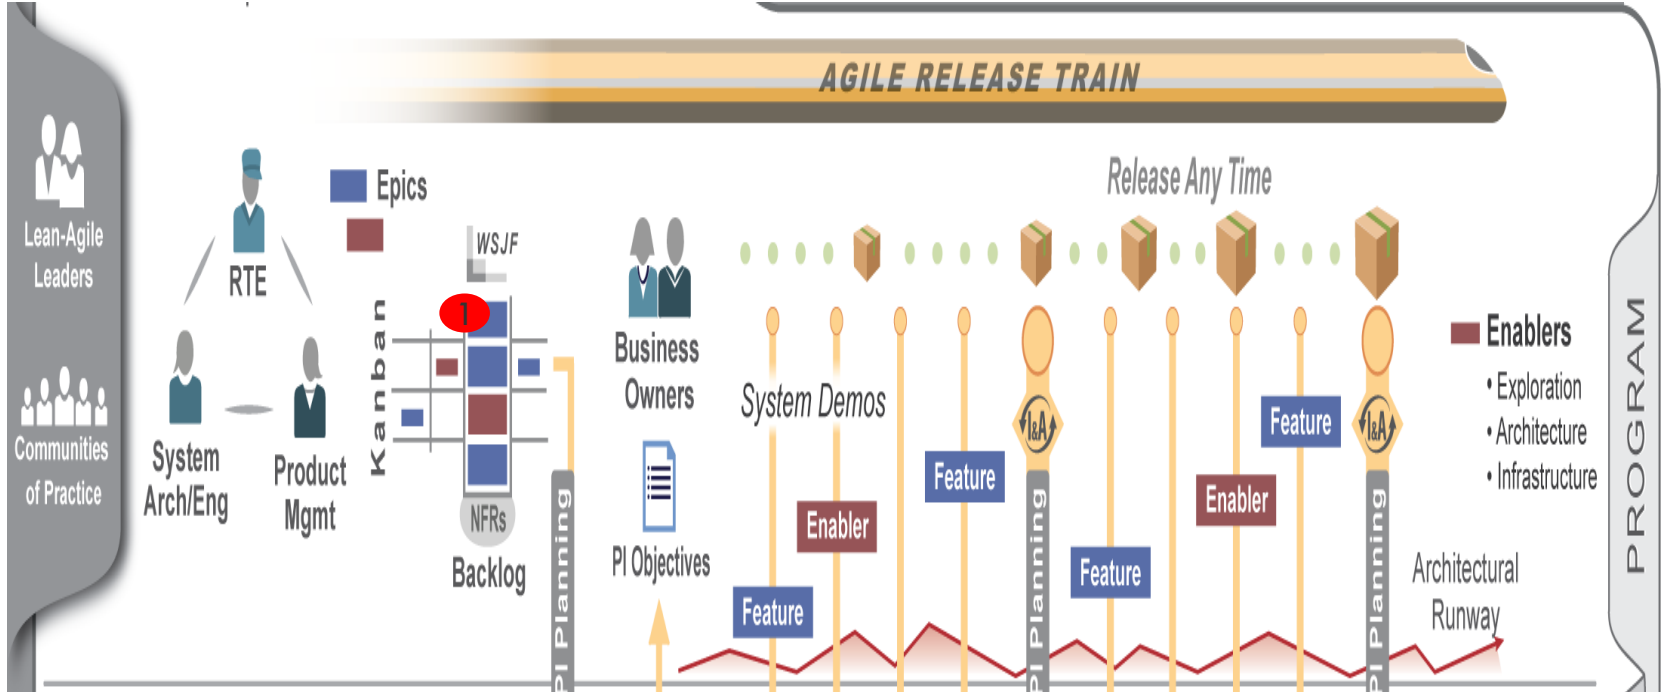 AGILE RELEASE TRAIN
Lean-Agile
Leaders
Communities
of Practice
RTE
System
Arch/Eng
Product
Mgmt
Epics
WSJF
1
Kanban
NFRs
Backlog
PI Planning
Business
Owners
PI Objectives
Release Any Time
System Demos
Feature
Enabler
Feature
I&A
PI Planning
Feature
Enabler
Feature
I&A
PI Planning
Enablers
• Exploration
• Architecture
• Infrastructure
Architectural
Runway
PROGRAM